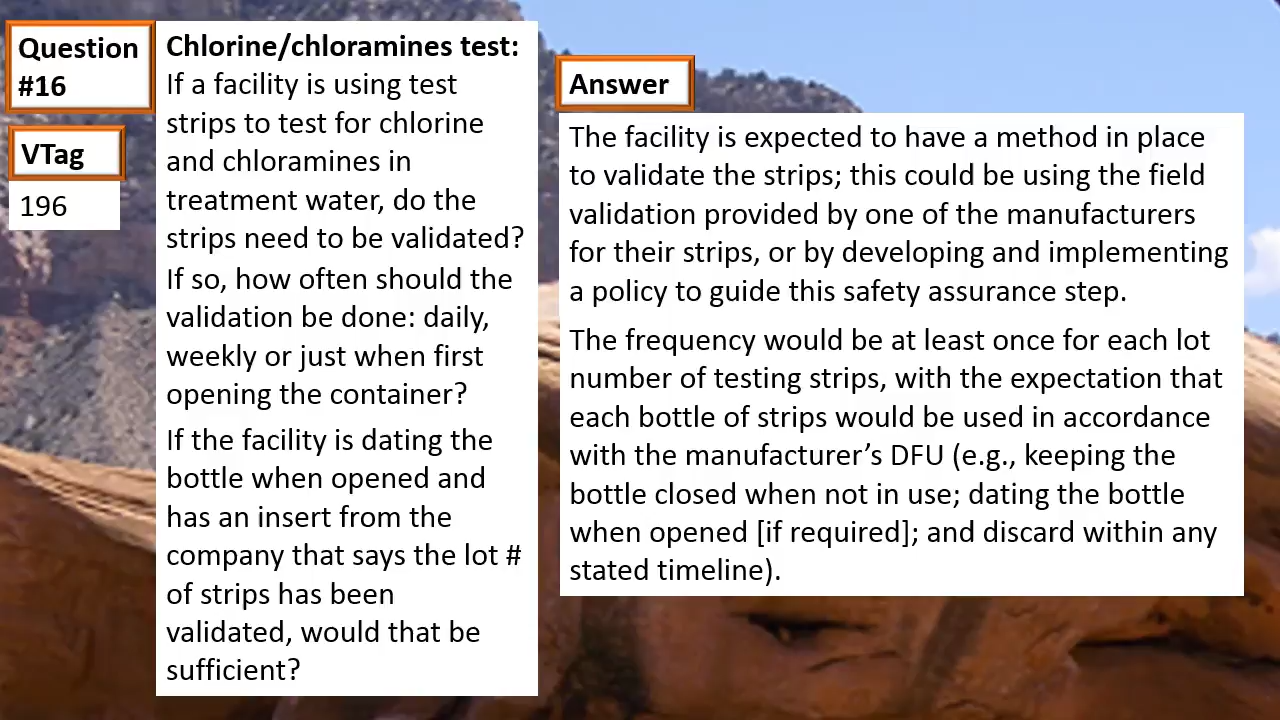 Question
#16
VTag
196
Chlorine/chloramines test:
If a facility is using test
strips to test for chlorine
and chloramines in
treatment water, do the
strips need to be validated?
If so, how often should the
validation be done: daily,
weekly or just when first
opening the container?
If the facility is dating the
bottle when opened and
has an insert from the
company that says the lot #
of strips has been
validated, would that be
sufficient?
Answer
The facility is expected to have a method in place
to validate the strips; this could be using the field
validation provided by one of the manufacturers
for their strips, or by developing and implementing
a policy to guide this safety assurance step.
The frequency would be at least once for each lot
number of testing strips, with the expectation that
each bottle of strips would be used in accordance
with the manufacturer’s DFU (e.g., keeping the
bottle closed when not in use; dating the bottle
when opened [if required]; and discard within any
stated timeline).